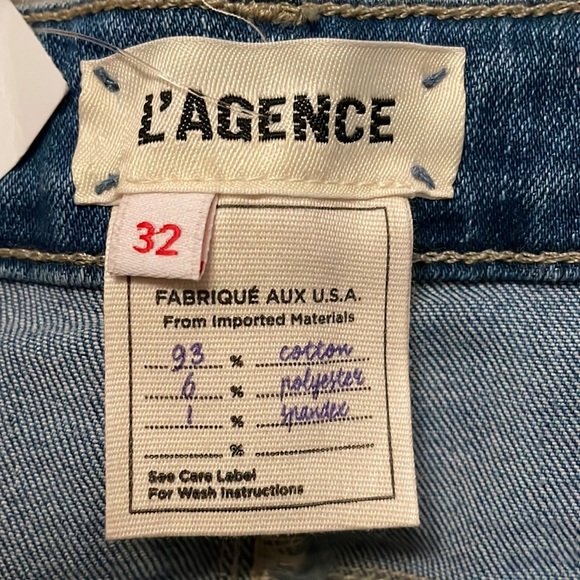 L'AGENCE
32
FABRIQUÉ AUX U.S.A.
From Imported Materials
93 % cotton
6 % polyester
1 % spandex
%
See Care Label
For Wash Instructions